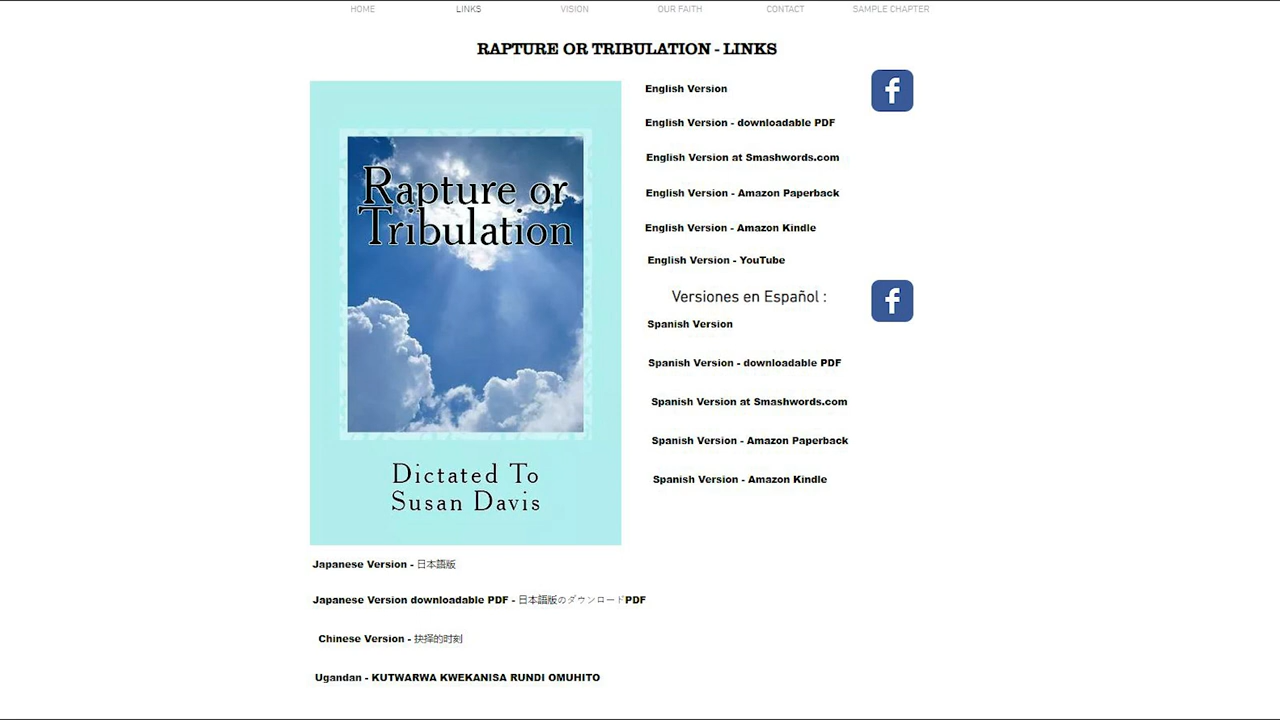 HOME LINKS VISION OUR FAITH CONTACT SAMPLE CHAPTER
RAPTURE OR TRIBULATION - LINKS
Rapture or
Tribulation
Dictated To
Susan Davis
English Version
English Version - downloadable PDF
English Version at Smashwords.com
English Version - Amazon Paperback
English Version - Amazon Kindle
English Version - YouTube
Versiones en Español :
Spanish Version
Spanish Version - downloadable PDF
Spanish Version at Smashwords.com
Spanish Version - Amazon Paperback
Spanish Version - Amazon Kindle
Japanese Version - 日本語版
Japanese Version downloadable PDF - 日本語版のダウンロードPDF
Chinese Version - 抉择的时刻
Ugandan - KUTWARWA KWEKANISA RUNDI OMUHITO